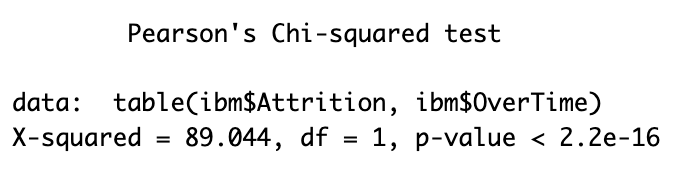 Pearson's Chi-squared test
data: table(ibm$Attrition, ibm$OverTime)
X-squared = 89.044, df = 1, p-value < 2.2e-16